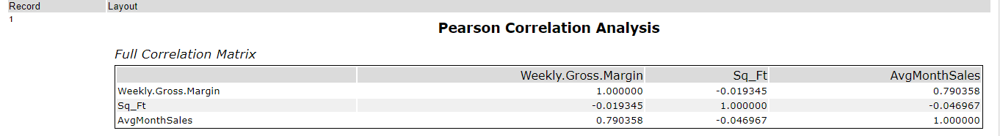 Record Layout
1
Pearson Correlation Analysis
Full Correlation Matrix
Weekly.Gross.Margin Sq_Ft AvgMonthSales
Weekly.Gross.Margin 1.000000 -0.019345 0.790358
Sq_Ft -0.019345 1.000000 -0.046967
AvgMonthSales 0.790358 -0.046967 1.000000